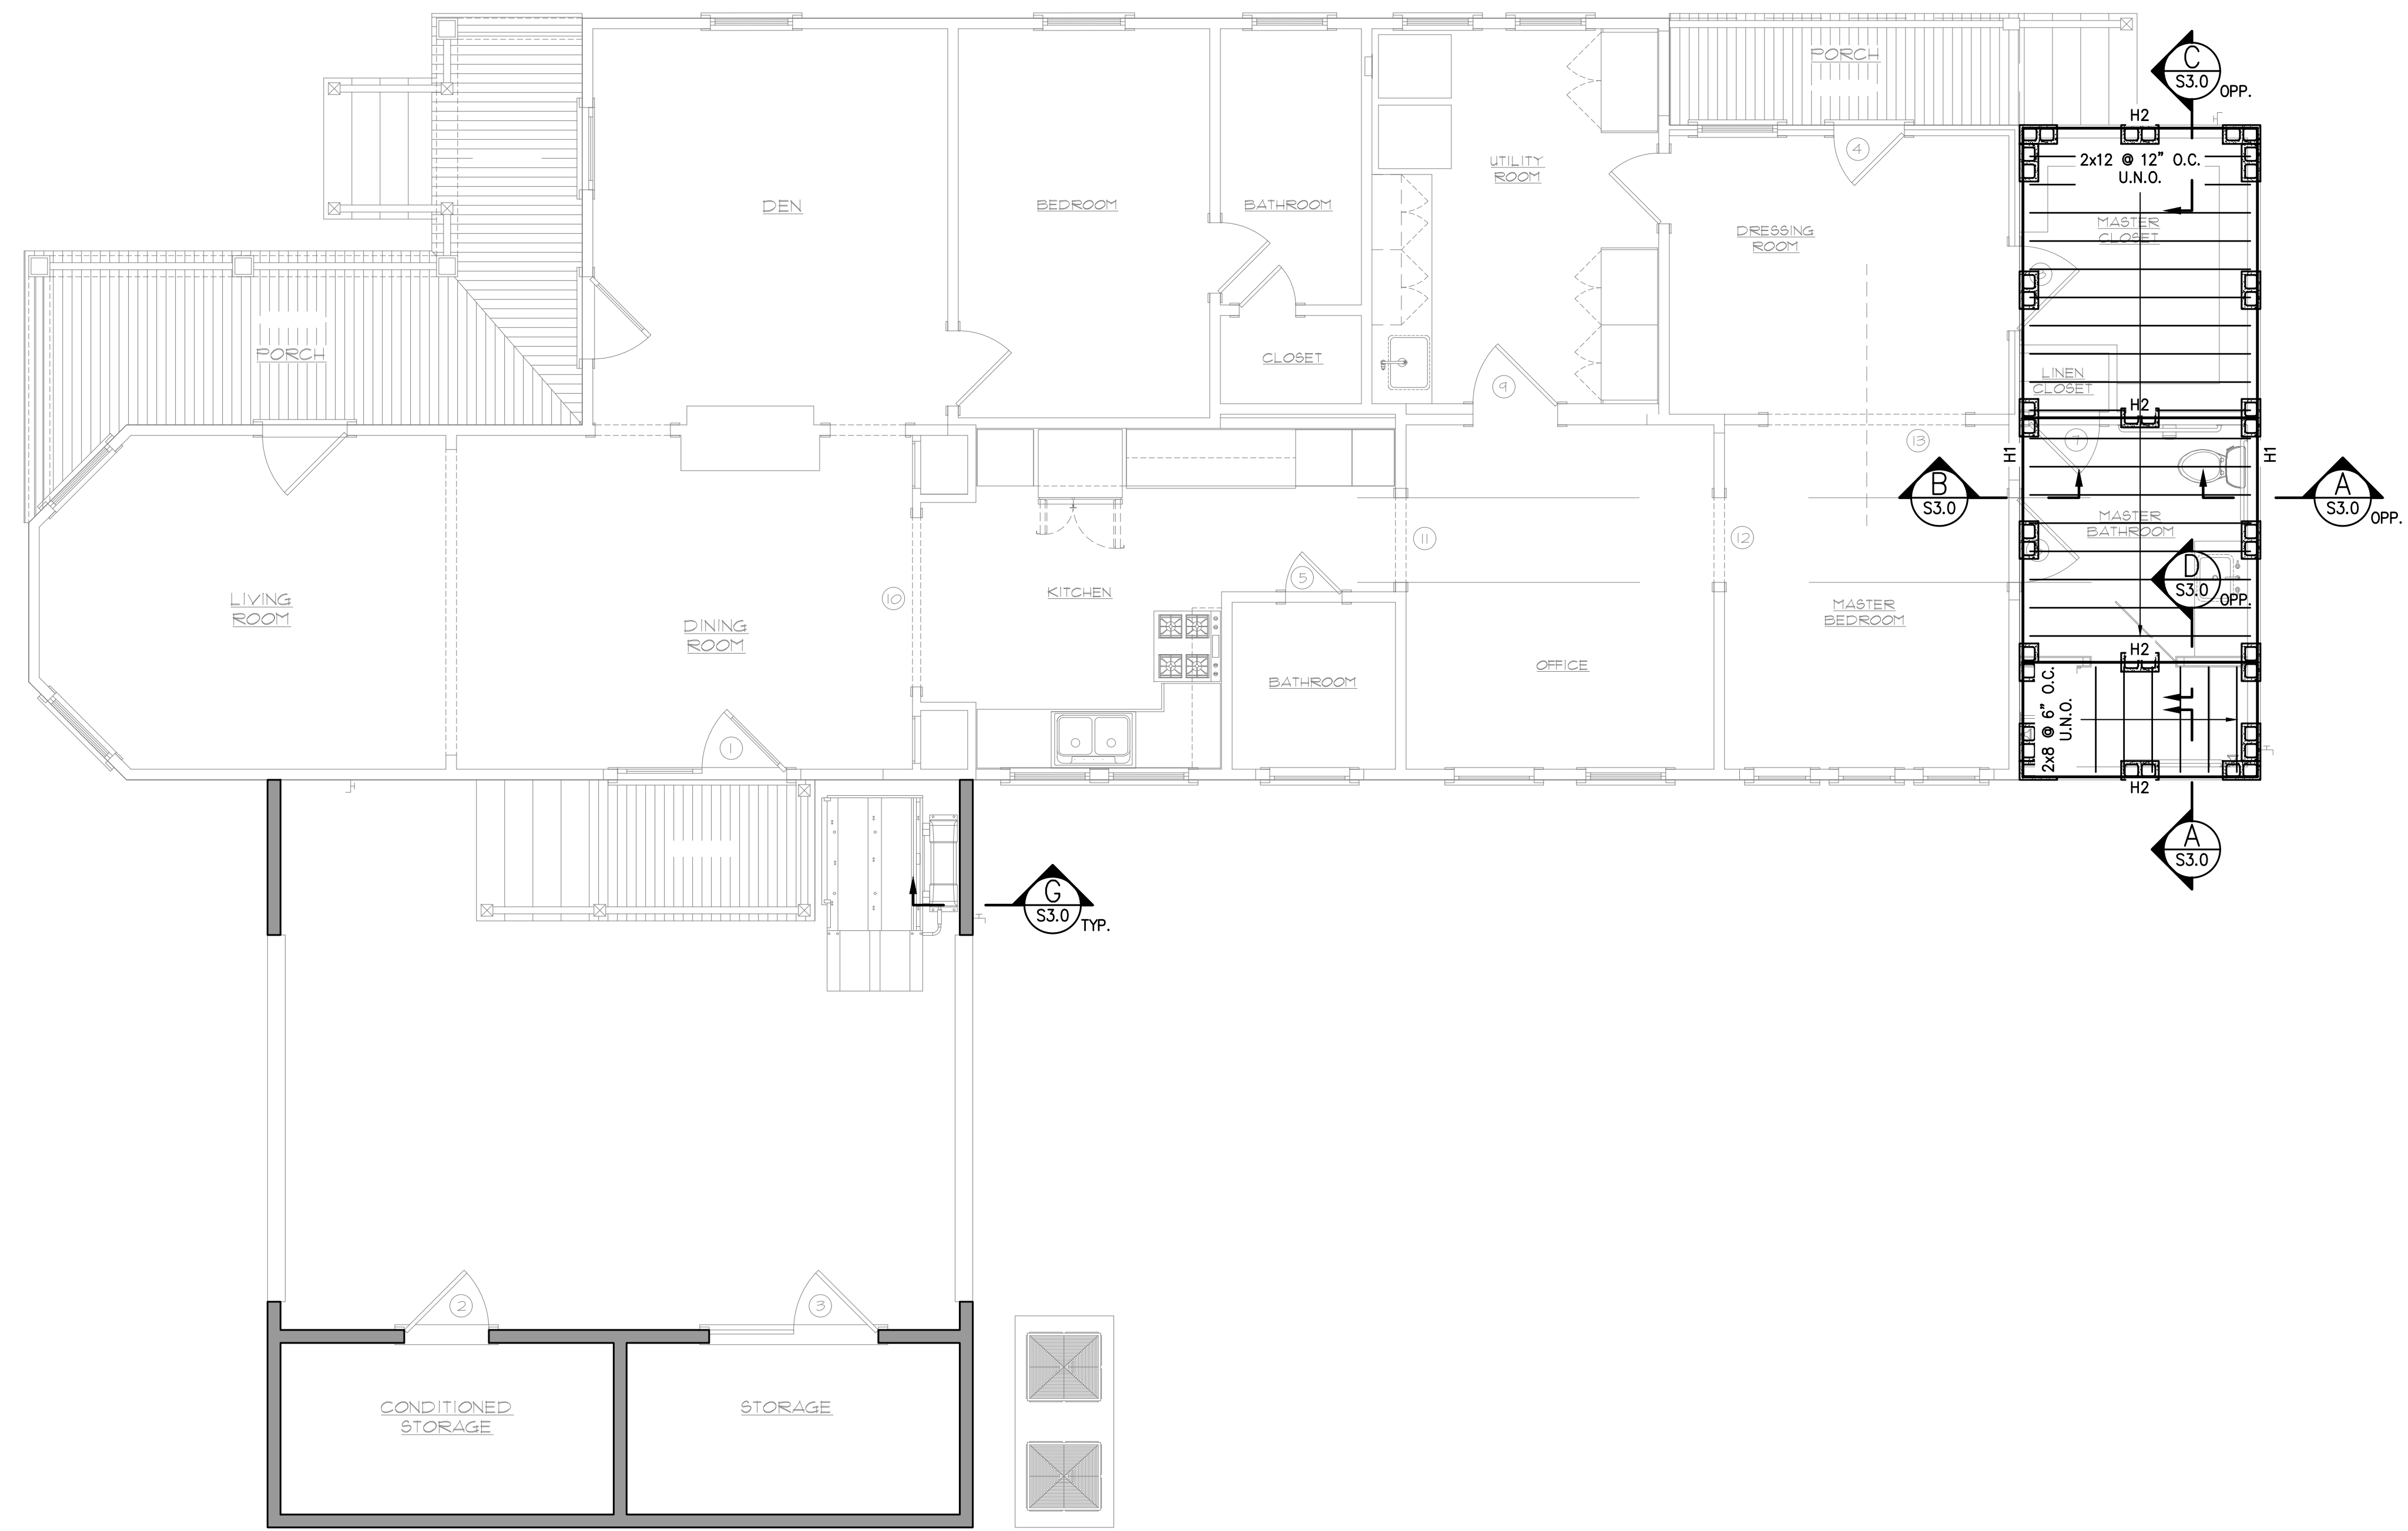 C
S3.0
OPP.
PORCH
H2
2x12 @ 12" O.C.
U.N.O.
4
UTILITY
ROOM
DEN
BEDROOM
BATHROOM
MASTER
CLOSET
DRESSING
ROOM
PORCH
CLOSET
9
LINEN
CLOSET
H2
13
7
H1
H1
B
S3.0
A
S3.0
OPP.
MASTER
BATHROOM
11
12
D
S3.0
OPP.
5
KITCHEN
10
LIVING
ROOM
DINING
ROOM
MASTER
BEDROOM
OFFICE
BATHROOM
H2
2x8 @ 6" O.C.
U.N.O.
1
H2
A
S3.0
G
S3.0
TYP.
2
3
CONDITIONED
STORAGE
STORAGE